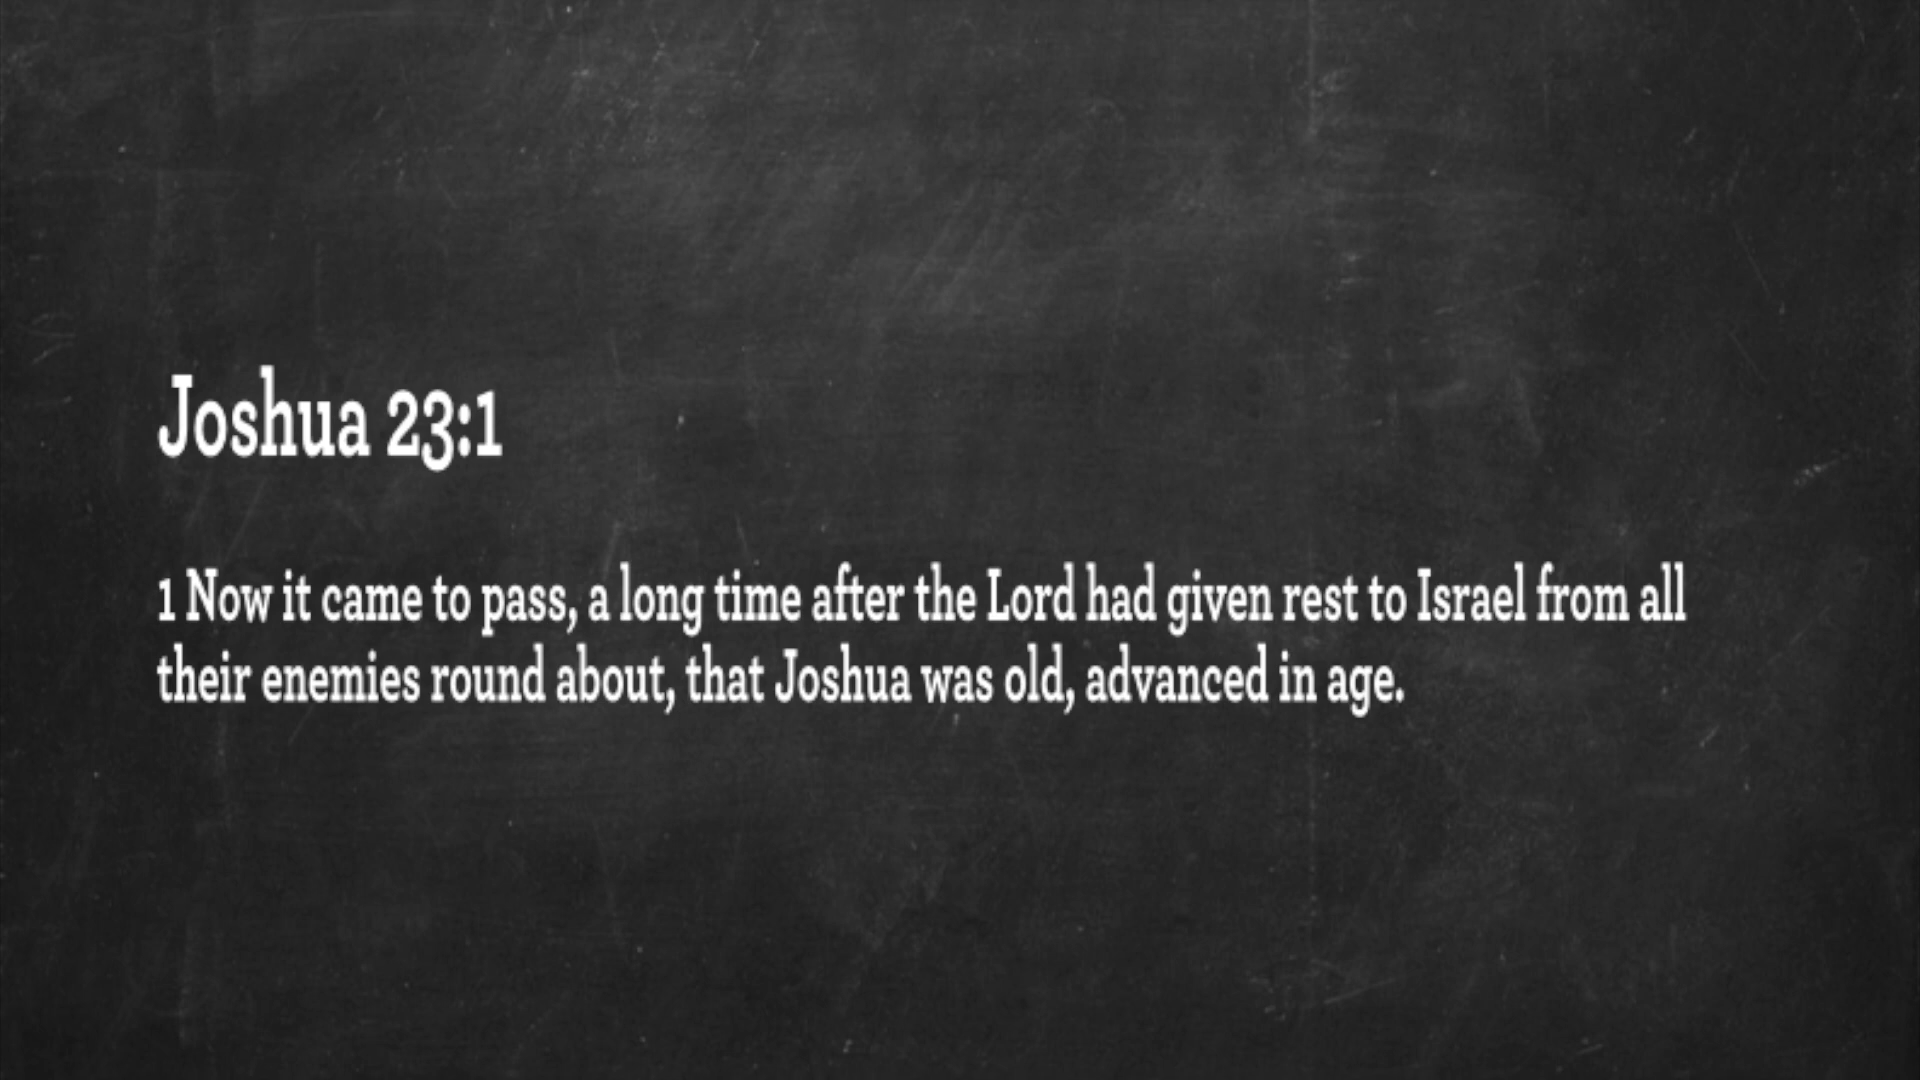 Joshua 23:1
1 Now it came to pass, a long time after the Lord had given rest to Israel from all
their enemies round about, that Joshua was old, advanced in age.